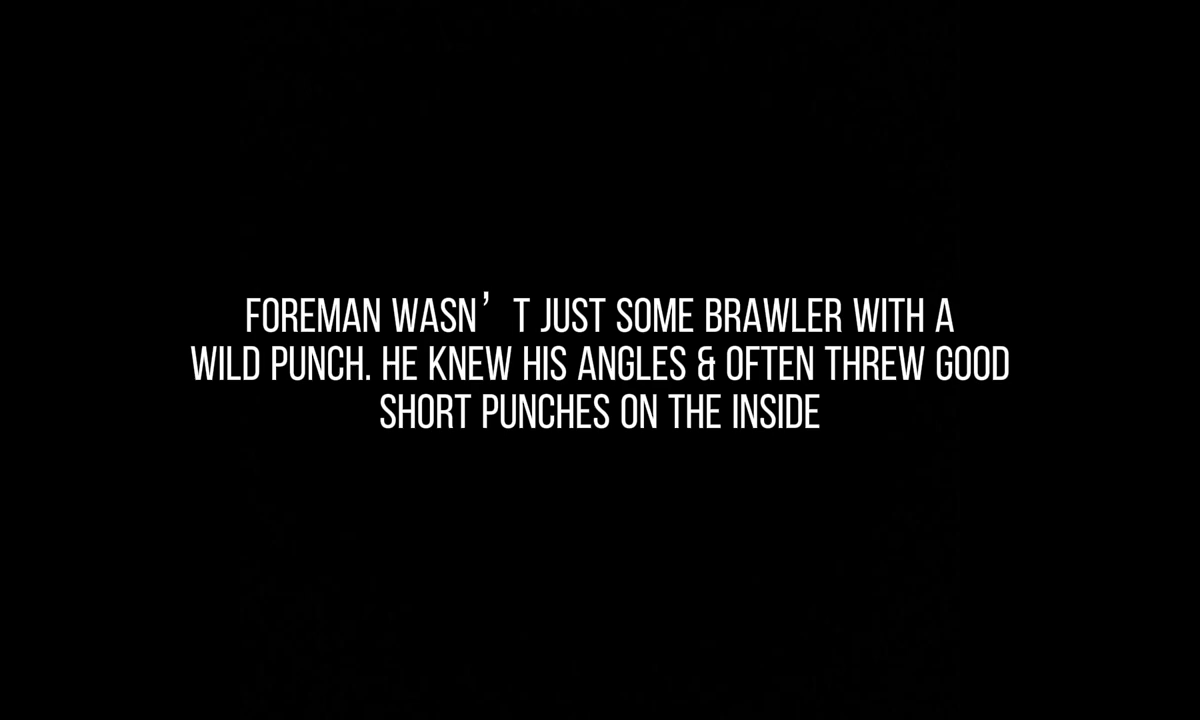 FOREMAN WASN’T JUST SOME BRAWLER WITH A
WILD PUNCH. HE KNEW HIS ANGLES & OFTEN THREW GOOD
SHORT PUNCHES ON THE INSIDE